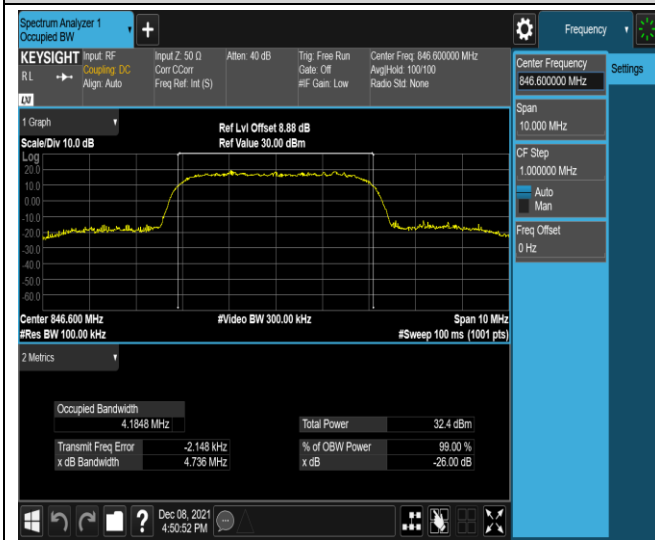 Spectrum Analyzer 1
Occupied BW
+
Frequency
KEYSIGHT
R L
LXI
Input: RF
Coupling: DC
Align: Auto
Input Z: 50 Ω
Corr CCorr
Freq Ref: Int (S)
Atten: 40 dB
Trig: Free Run
Gate: Off
#IF Gain: Low
Center Freq: 846.600000 MHz
Avg|Hold: 100/100
Radio Std: None
Center Frequency
846.600000 MHz
Settings
Span
10.000 MHz
CF Step
1.000000 MHz
Auto
Man
Freq Offset
0 Hz
1 Graph
Scale/Div 10.0 dB
Ref Lvl Offset 8.88 dB
Ref Value 30.00 dBm
Log
20.0
10.0
0.00
-10.0
-20.0
-30.0
-40.0
-50.0
-60.0
Center 846.600 MHz
#Video BW 300.00 kHz
Span 10 MHz
#Res BW 100.00 kHz
#Sweep 100 ms (1001 pts)
2 Metrics
Occupied Bandwidth
4.1848 MHz
Total Power 32.4 dBm
Transmit Freq Error -2.148 kHz
% of OBW Power 99.00 %
x dB Bandwidth 4.736 MHz
x dB -26.00 dB
?
Dec 08, 2021
4:50:52 PM